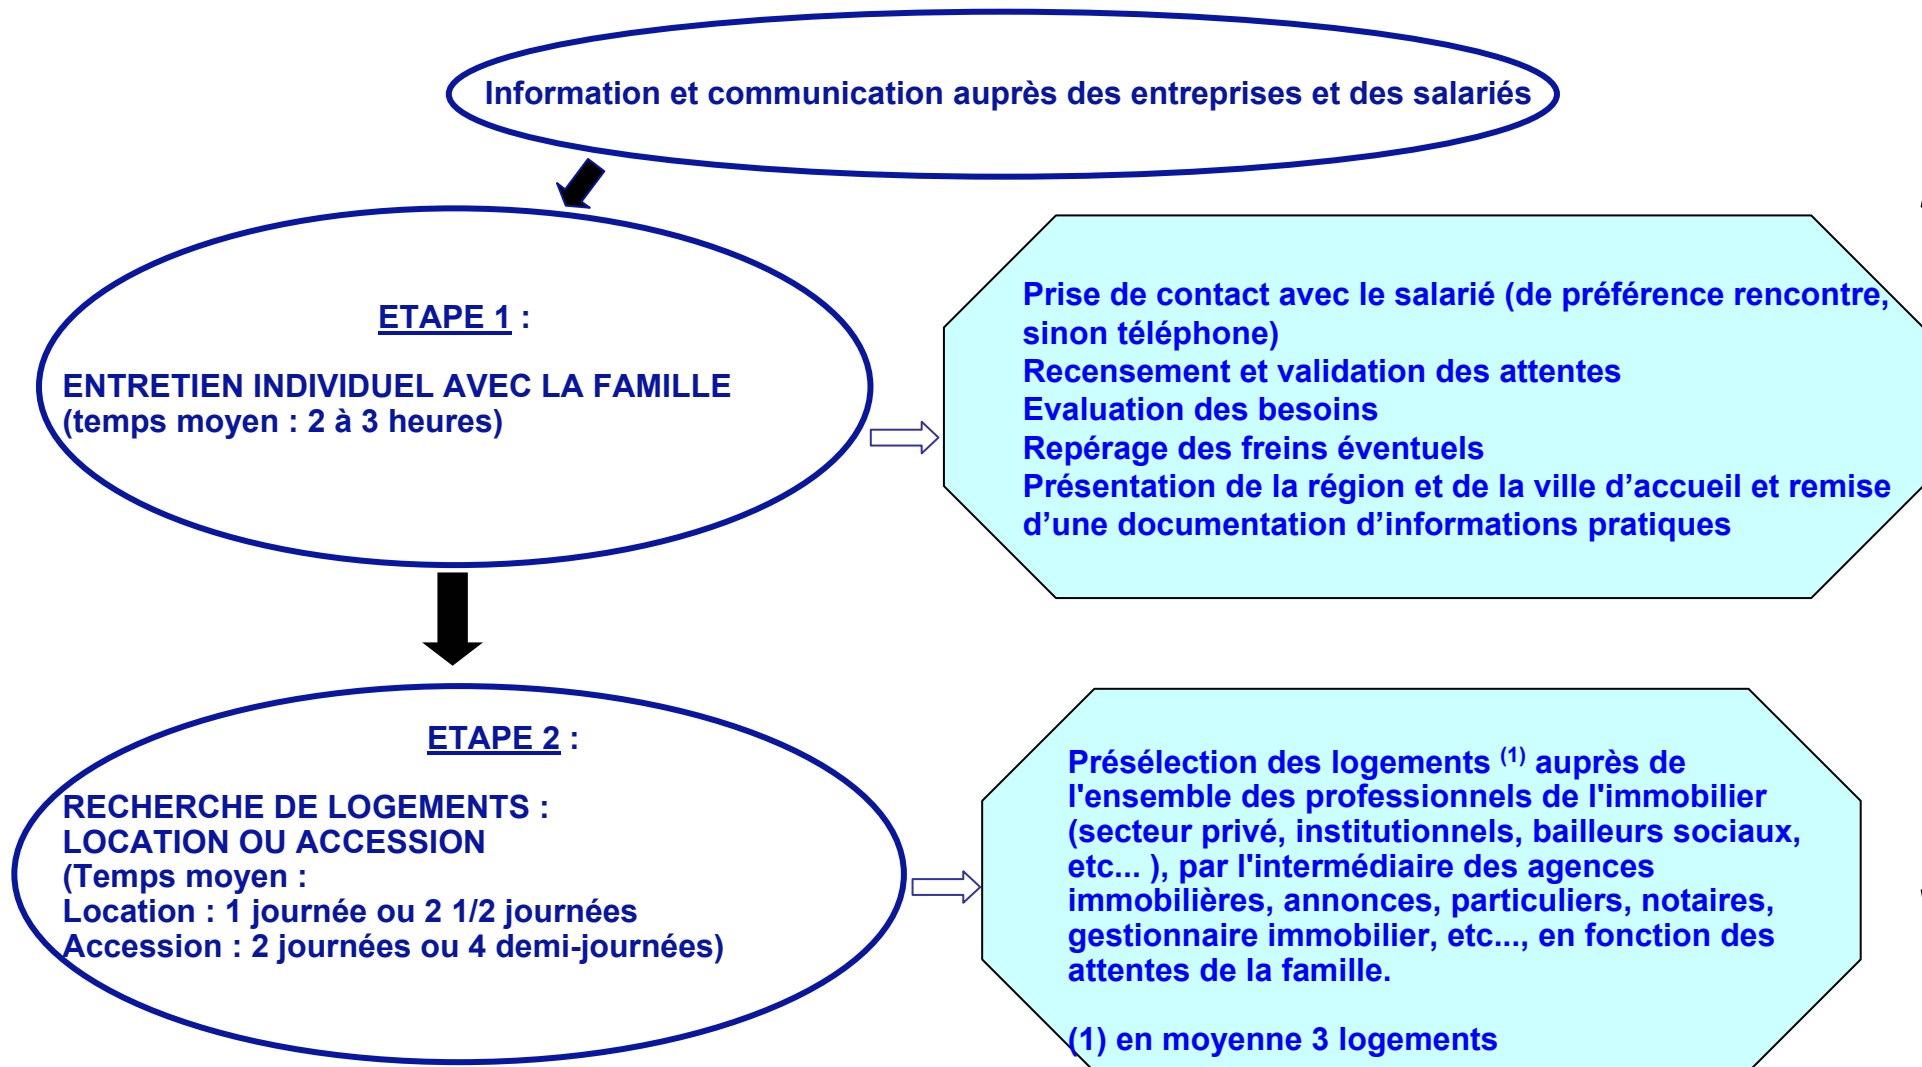 Information et communication auprès des entreprises et des salariés
ETAPE 1 :
ENTRETIEN INDIVIDUEL AVEC LA FAMILLE
(temps moyen : 2 à 3 heures)
Prise de contact avec le salarié (de préférence rencontre,
sinon téléphone)
Recensement et validation des attentes
Evaluation des besoins
Repérage des freins éventuels
Présentation de la région et de la ville d’accueil et remise
d’une documentation d’informations pratiques
ETAPE 2 :
RECHERCHE DE LOGEMENTS :
LOCATION OU ACCESSION
(Temps moyen :
Location : 1 journée ou 2 1/2 journées
Accession : 2 journées ou 4 demi-journées)
Présélection des logements (1) auprès de
l'ensemble des professionnels de l'immobilier
(secteur privé, institutionnels, bailleurs sociaux,
etc... ), par l'intermédiaire des agences
immobilières, annonces, particuliers, notaires,
gestionnaire immobilier, etc..., en fonction des
attentes de la famille.
(1) en moyenne 3 logements